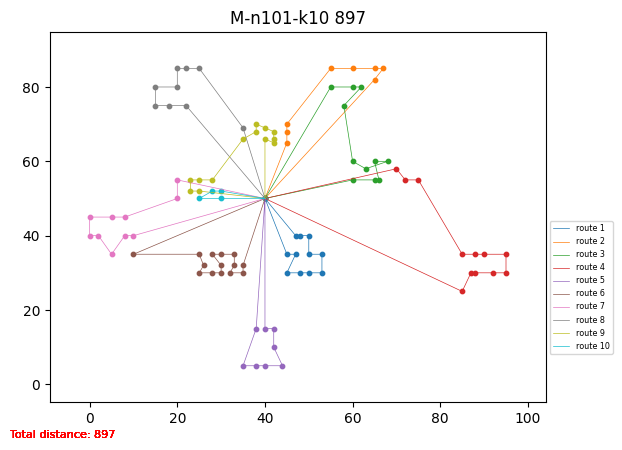 M-n101-k10 897
80
60
40
20
0
0 20 40 60 80 100
route 1
route 2
route 3
route 4
route 5
route 6
route 7
route 8
route 9
route 10
Total distance: 897